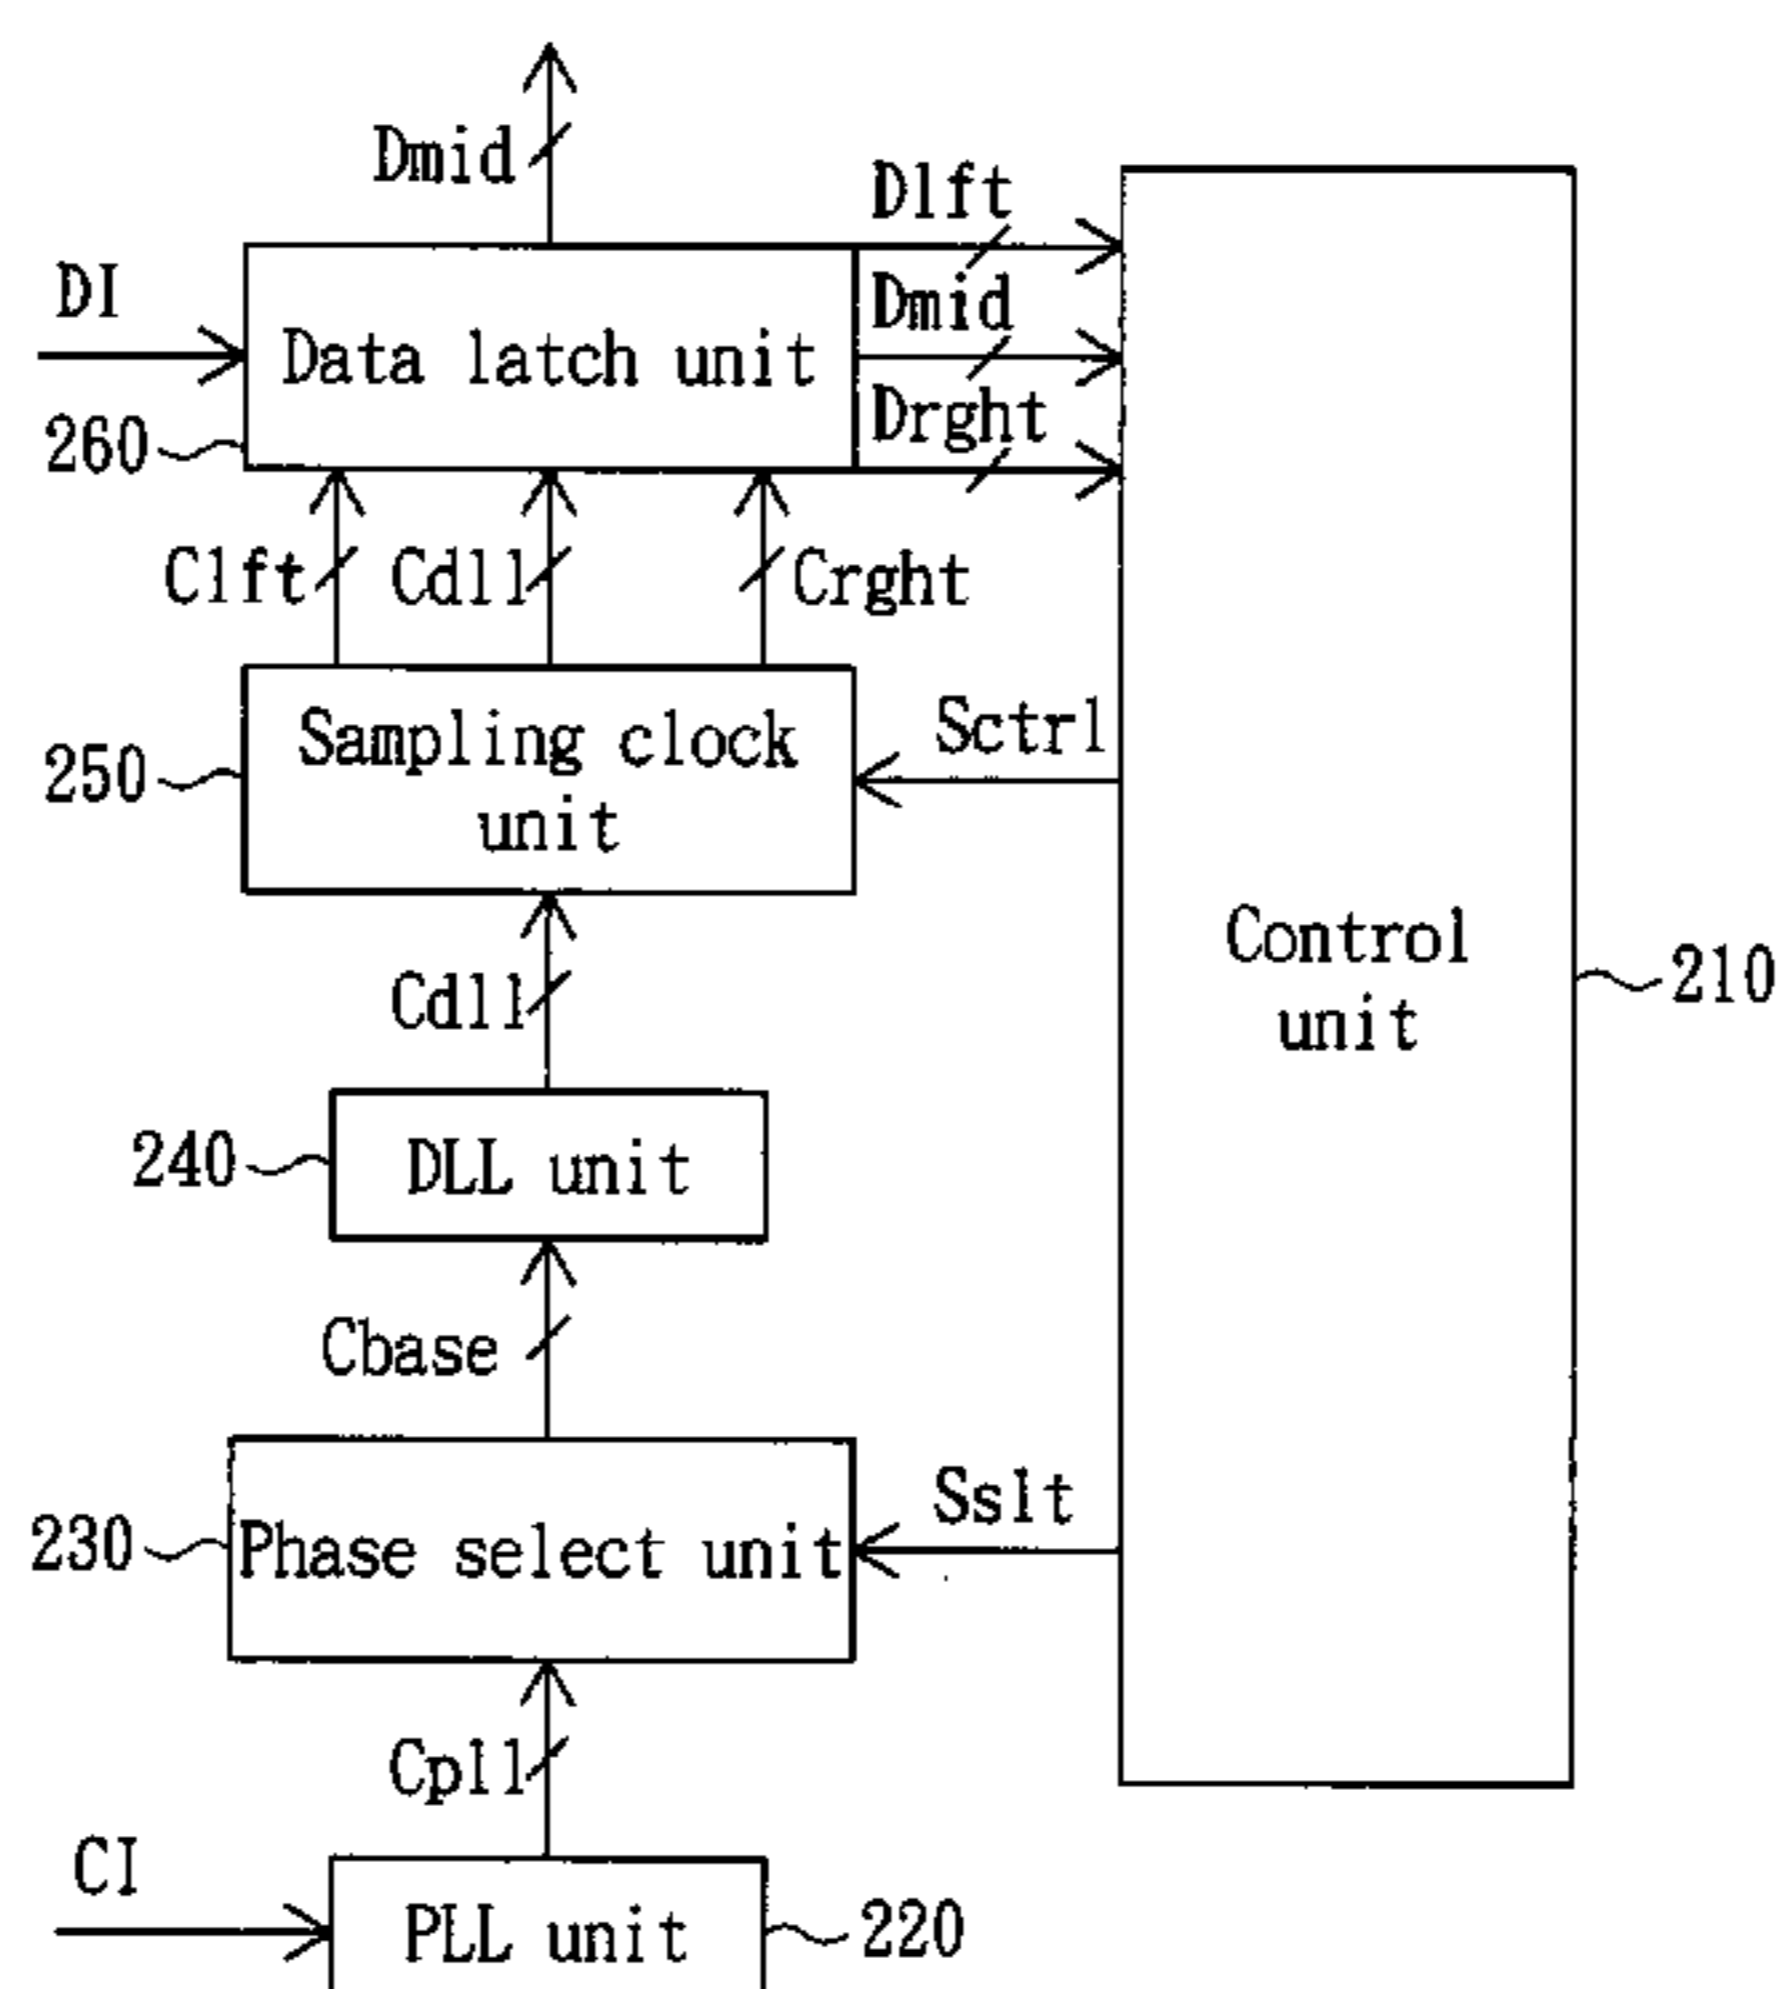 Dmid
Dlft
DI
Dmid
Data latch unit
Drght
260
Clft
Cdll
Crght
Sctrl
Sampling clock
unit
250
Cdll
Control
unit
210
240
DLL unit
Cbase
Sslt
230
Phase select unit
Cpll
CI
PLL unit
220